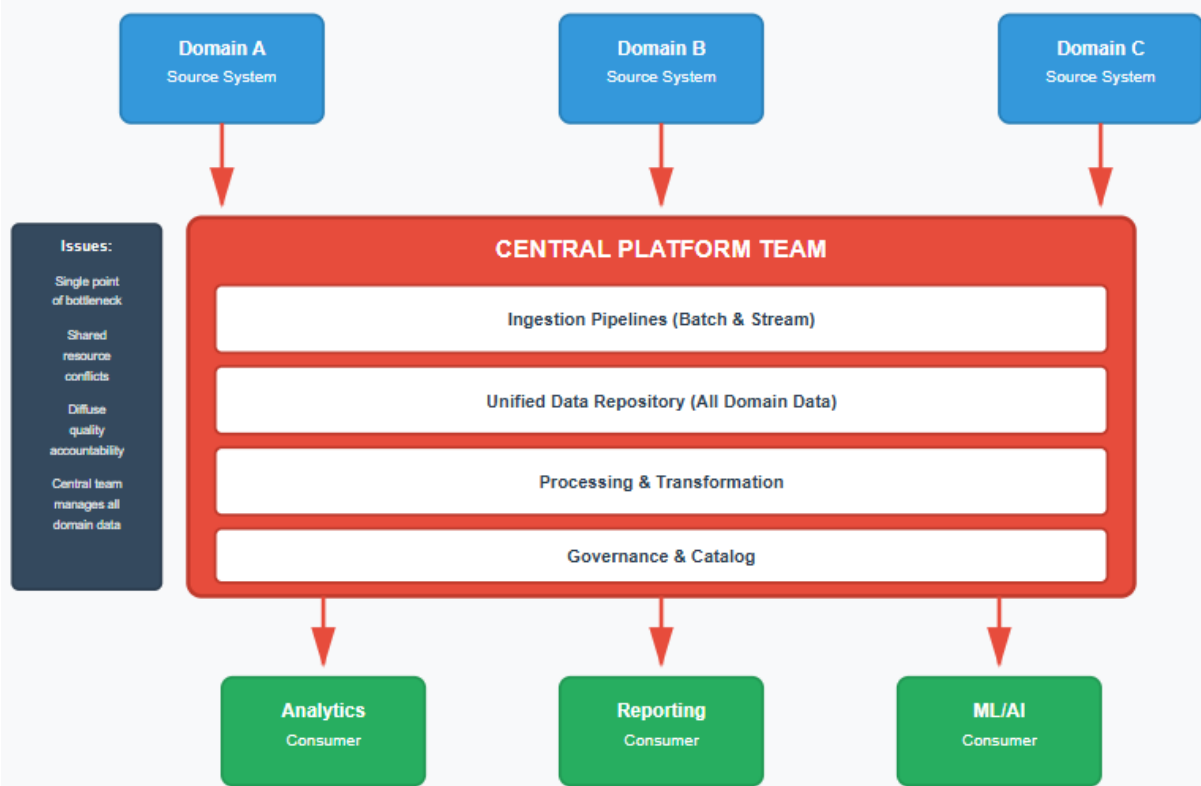 Domain A
Source System
Domain B
Source System
Domain C
Source System
Issues:
Single point
of bottleneck
Shared
resource
conflicts
Diffuse
quality
accountability
Central team
manages all
domain data
CENTRAL PLATFORM TEAM
Ingestion Pipelines (Batch & Stream)
Unified Data Repository (All Domain Data)
Processing & Transformation
Governance & Catalog
Analytics
Consumer
Reporting
Consumer
ML/AI
Consumer